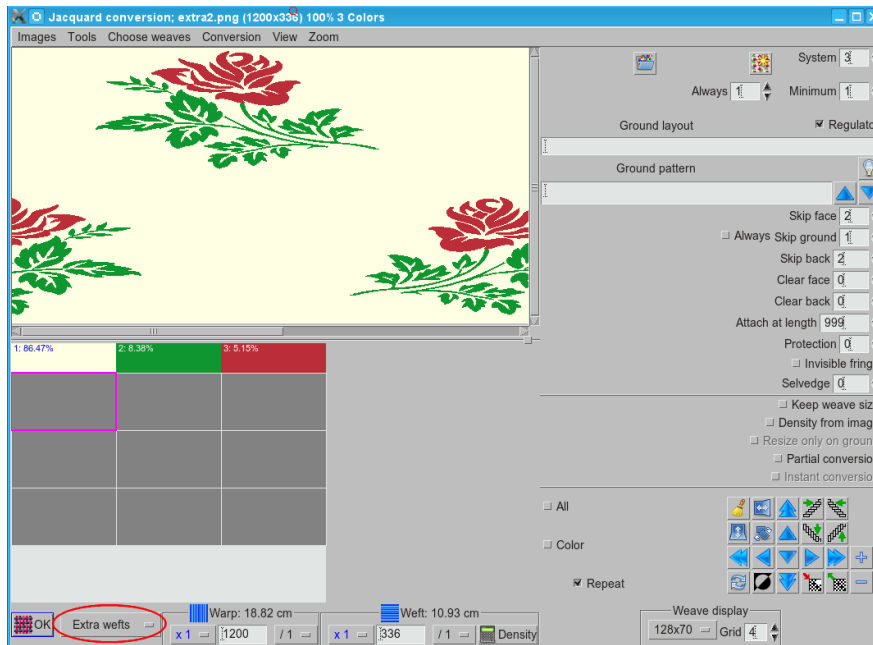 Jacquard conversion; extra2.png (1200x336) 100% 3 Colors
Images Tools Choose weaves Conversion View Zoom
System 3
Always 1 Minimum 1
Ground layout Regulato
Ground pattern
Skip face 2
Always Skip ground 1
Skip back 2
Clear face 0
Clear back 0
Attach at length 999
Protection 0
Invisible fring
Selvedge 0
Keep weave siz
Density from imag
Resize only on groun
Partial conversio
Instant conversio
1: 86.47% 2: 8.38% 3: 5.15%
All
Color
Repeat
OK Extra wefts
Warp: 18.82 cm
x 1 1200 / 1
Weft: 10.93 cm
x 1 336 / 1 Density
Weave display
128x70 Grid 4